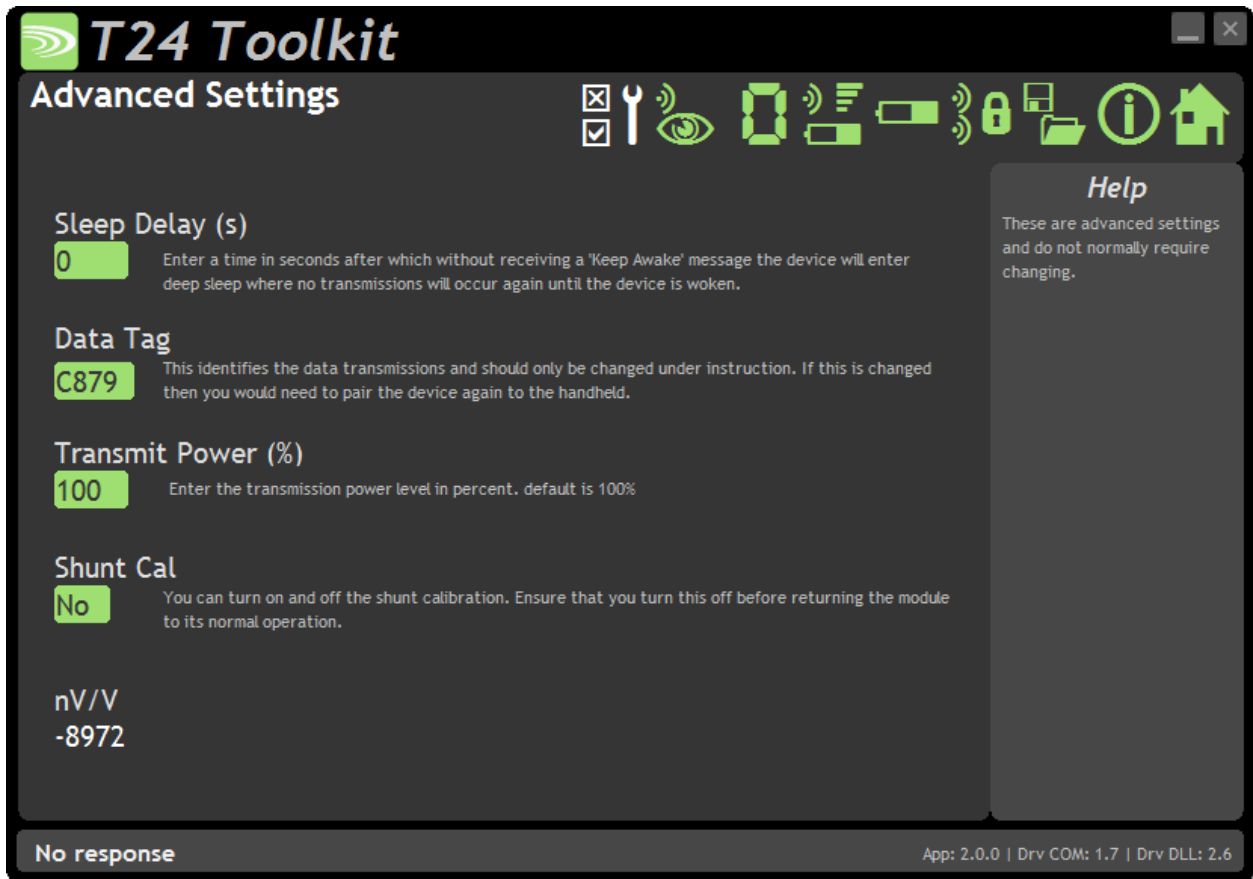 T24 Toolkit
Advanced Settings
Help
These are advanced settings
and do not normally require
changing.
Sleep Delay (s)
0
Enter a time in seconds after which without receiving a 'Keep Awake' message the device will enter
deep sleep where no transmissions will occur again until the device is woken.
Data Tag
C879
This identifies the data transmissions and should only be changed under instruction. If this is changed
then you would need to pair the device again to the handheld.
Transmit Power (%)
100
Enter the transmission power level in percent. default is 100%
Shunt Cal
No
You can turn on and off the shunt calibration. Ensure that you turn this off before returning the module
to its normal operation.
nV/V
-8972
No response
App: 2.0.0 | Drv COM: 1.7 | Drv DLL: 2.6